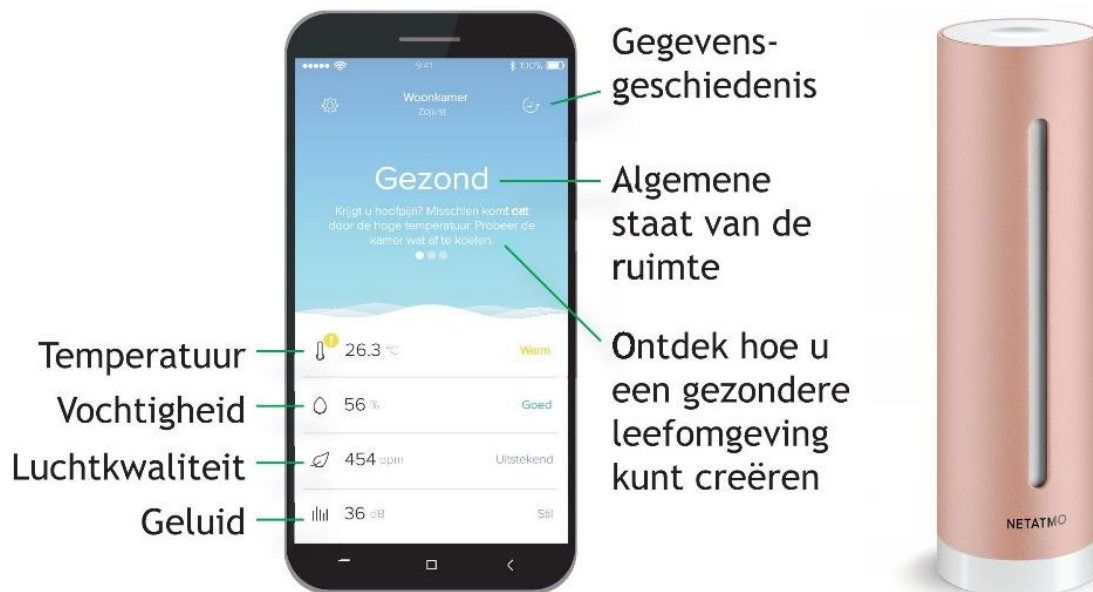 9:41
100%
Woonkamer
Zojuist
Gezond
Krijgt u hoofpijn? Misschien komt dat
door de hoge temperatuur. Probeer de
kamer wat af te koelen.
26.3 °C
Warm
56 %
Goed
454 ppm
Uitstekend
36 dB
Stil
Temperatuur
Vochtigheid
Luchtkwaliteit
Geluid
Gegevens-
geschiedenis
Algemene
staat van de
ruimte
Ontdek hoe u
een gezondere
leefomgeving
kunt creëren
NETATMO